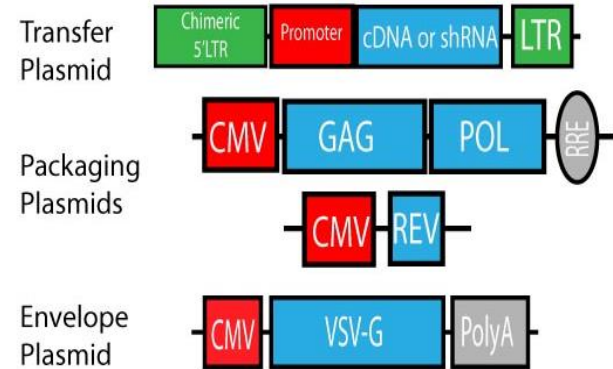 Transfer
Plasmid
Chimeric
5'LTR
Promoter
cDNA or shRNA
LTR
Packaging
Plasmids
CMV
GAG
POL
RRE
CMV
REV
Envelope
Plasmid
CMV
VSV-G
PolyA